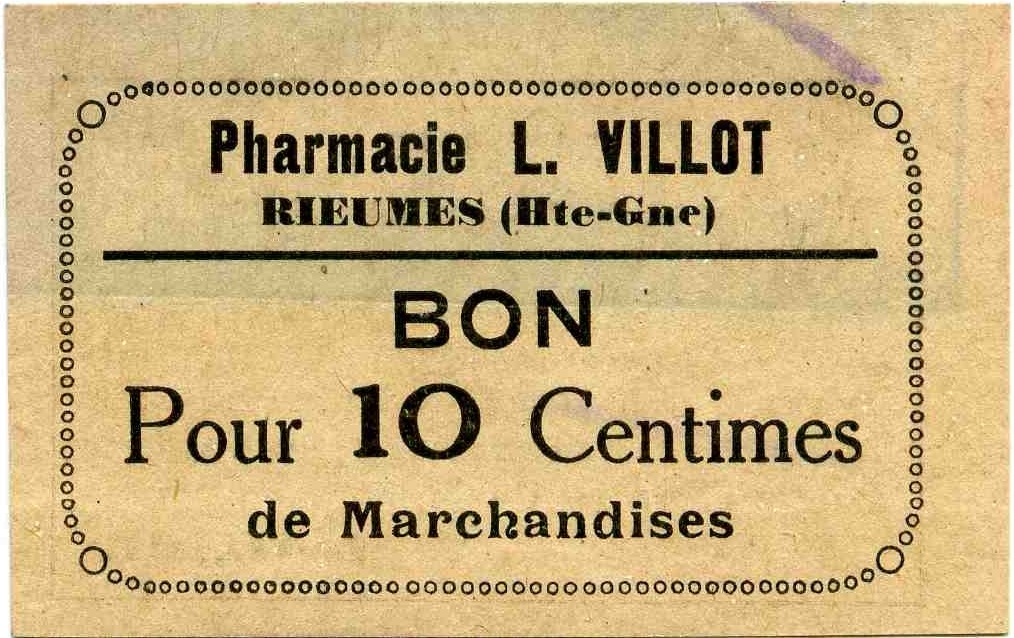 Pharmacie L. VILLOT
RIEUMES (Hte-Gne)
BON
Pour 10 Centimes
de Marchandises